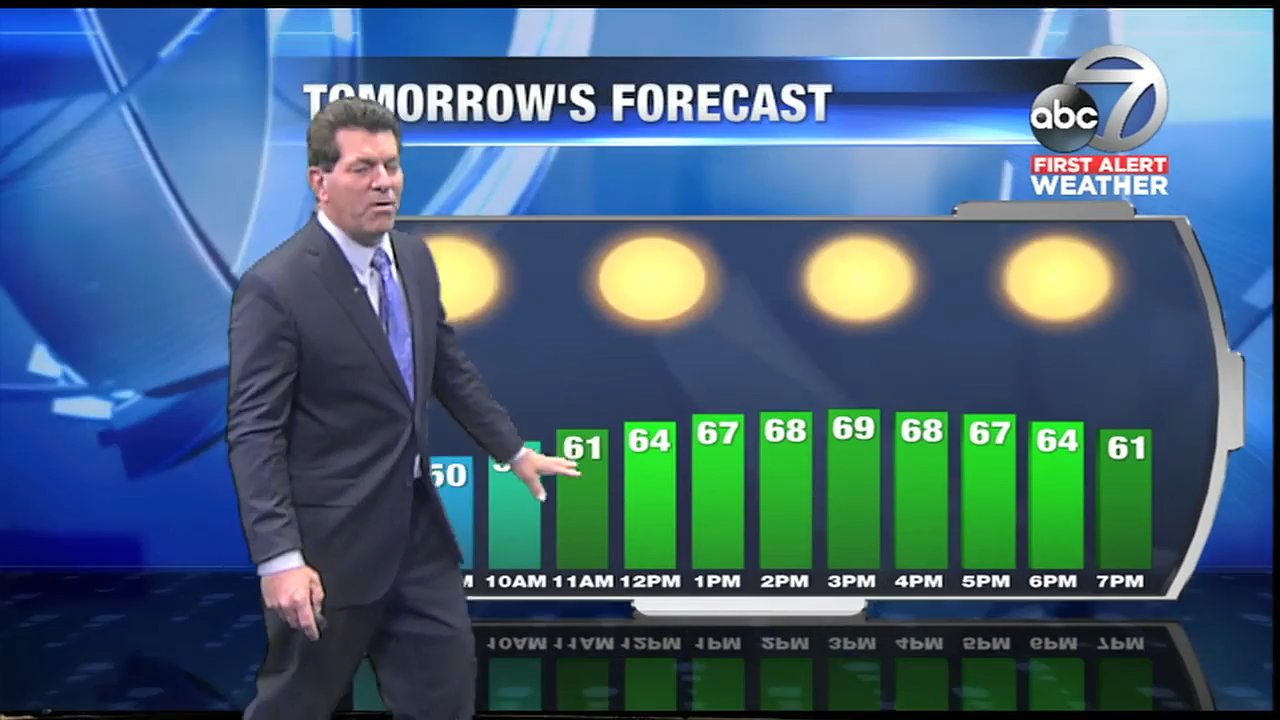 TOMORROW'S FORECAST
abc 7
FIRST ALERT
WEATHER
50 61 64 67 68 69 68 67 64 61
10AM 11AM 12PM 1PM 2PM 3PM 4PM 5PM 6PM 7PM